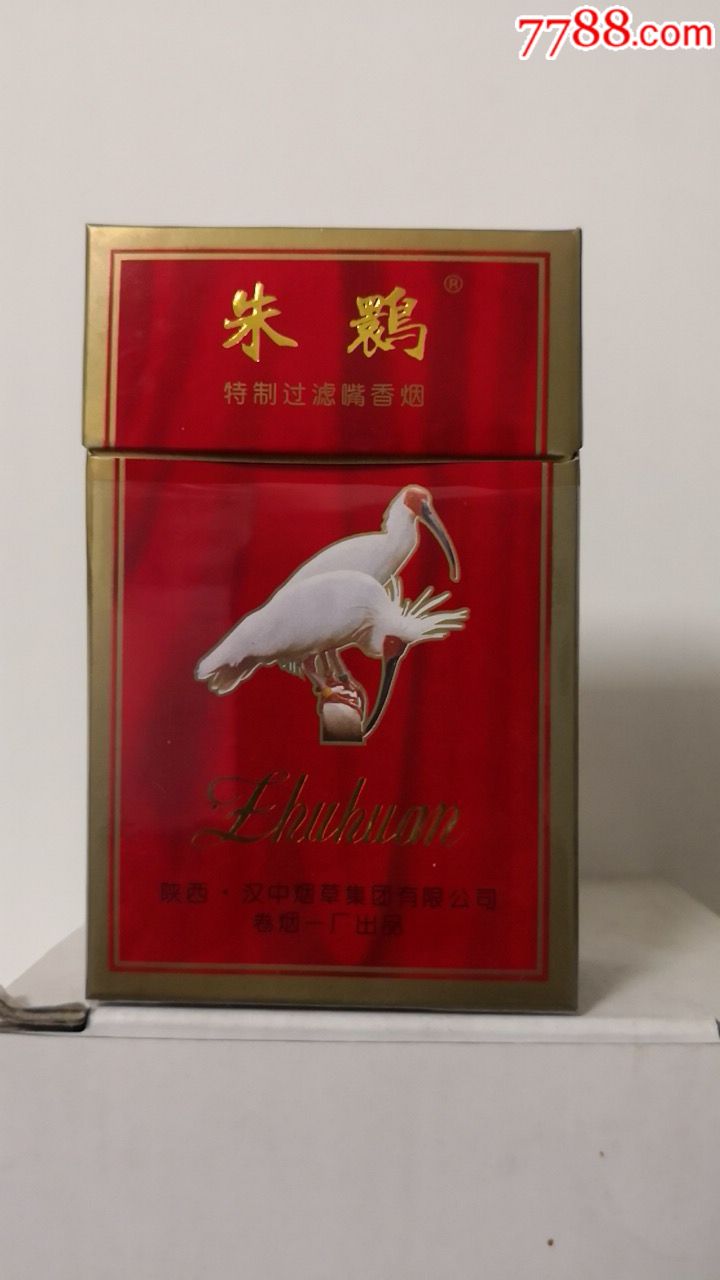 7788.com
朱鹮®
特制过滤嘴香烟
Zhuhuan
陕西·汉中烟草集团有限公司
卷烟一厂出品